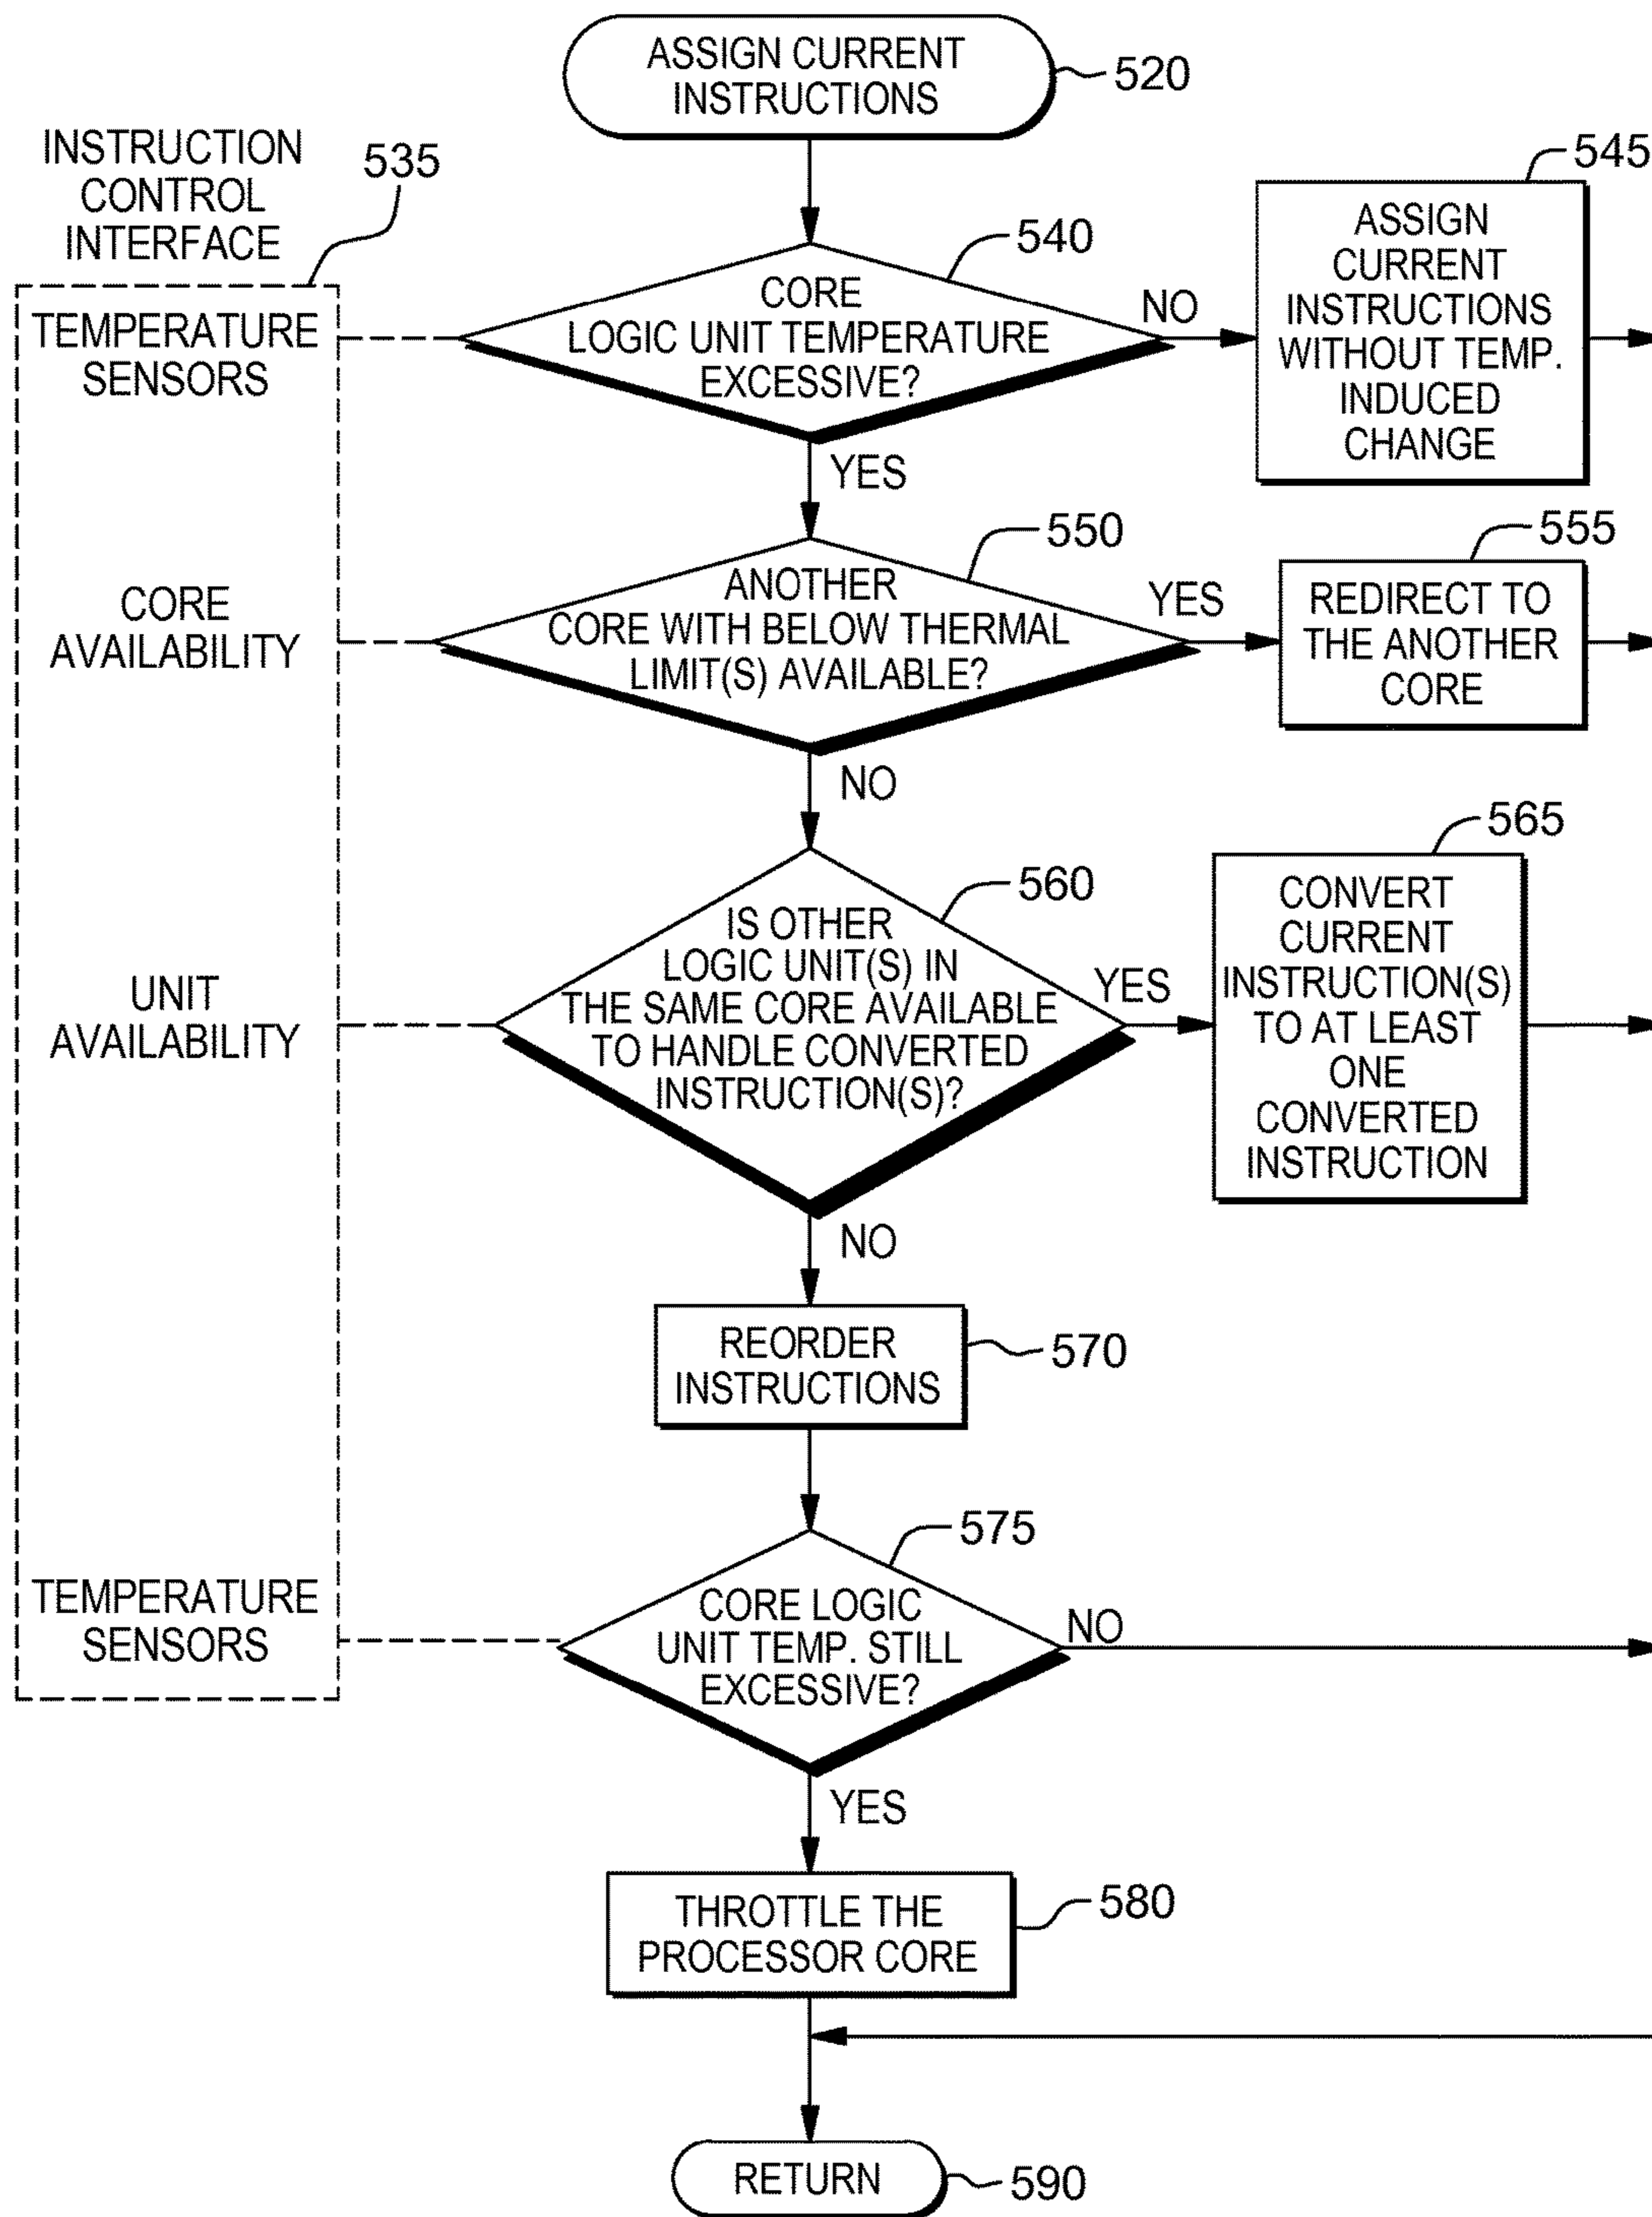 ASSIGN CURRENT
INSTRUCTIONS
520
INSTRUCTION
CONTROL
INTERFACE
535
545
ASSIGN
CURRENT
INSTRUCTIONS
WITHOUT TEMP.
INDUCED
CHANGE
540
CORE
LOGIC UNIT TEMPERATURE
EXCESSIVE?
NO
TEMPERATURE
SENSORS
YES
550
ANOTHER
CORE WITH BELOW THERMAL
LIMIT(S) AVAILABLE?
YES
555
REDIRECT TO
THE ANOTHER
CORE
CORE
AVAILABILITY
NO
560
IS OTHER
LOGIC UNIT(S) IN
THE SAME CORE AVAILABLE
TO HANDLE CONVERTED
INSTRUCTION(S)?
YES
565
CONVERT
CURRENT
INSTRUCTION(S)
TO AT LEAST
ONE
CONVERTED
INSTRUCTION
UNIT
AVAILABILITY
NO
REORDER
INSTRUCTIONS
570
575
CORE LOGIC
UNIT TEMP. STILL
EXCESSIVE?
NO
TEMPERATURE
SENSORS
YES
THROTTLE THE
PROCESSOR CORE
580
RETURN
590